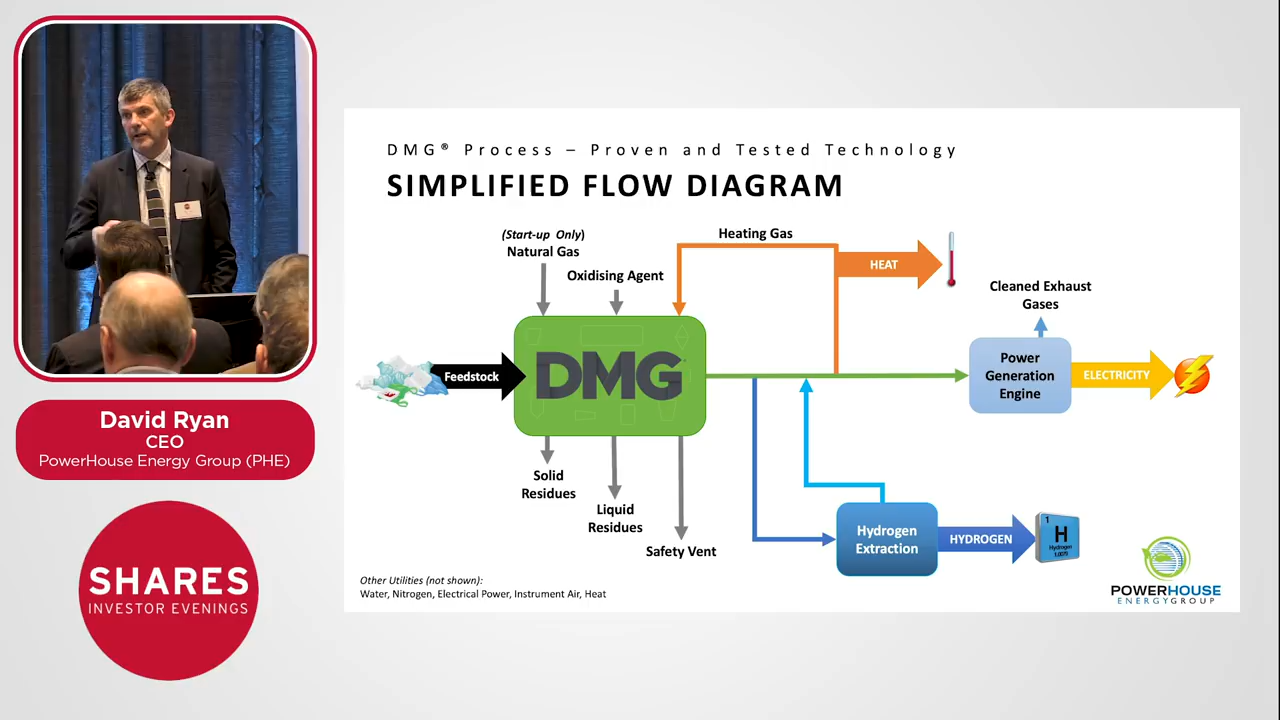 DMG® Process – Proven and Tested Technology
SIMPLIFIED FLOW DIAGRAM
(Start-up Only)
Natural Gas
Oxidising Agent
Heating Gas
HEAT
Cleaned Exhaust
Gases
Feedstock
DMG
Power
Generation
Engine
ELECTRICITY
Solid
Residues
Liquid
Residues
Safety Vent
Hydrogen
Extraction
HYDROGEN
1
H
Hydrogen
1.0079
Other Utilities (not shown):
Water, Nitrogen, Electrical Power, Instrument Air, Heat
POWERHOUSE
ENERGYGROUP
David Ryan
CEO
PowerHouse Energy Group (PHE)
SHARES
INVESTOR EVENINGS